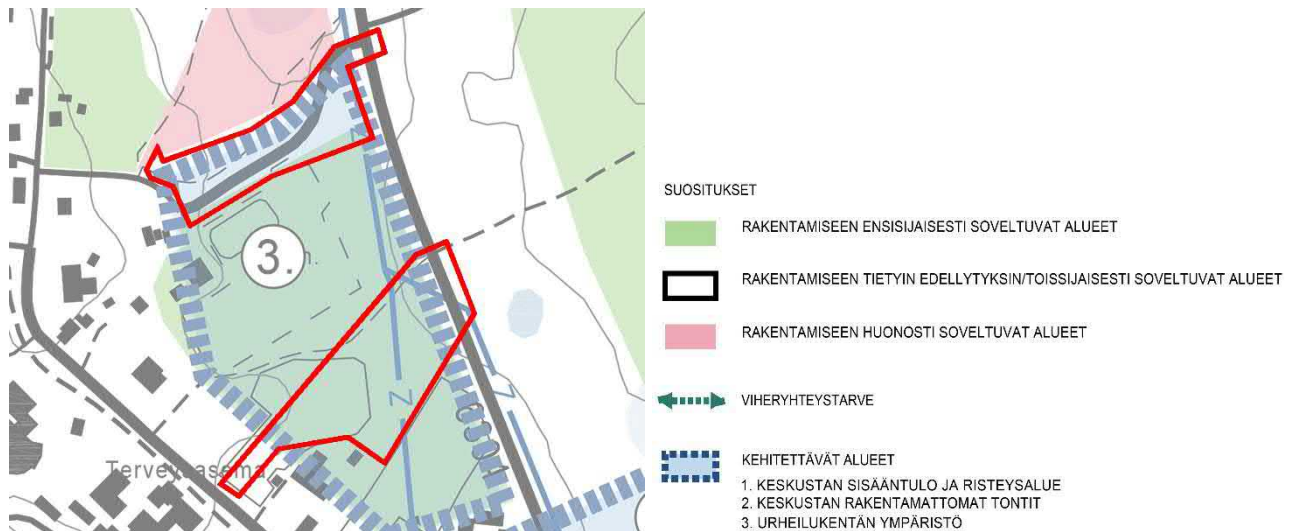 3.
Terveysasema
SUOSITUKSET
RAKENTAMISEEN ENSISIJAISESTI SOVELTUVAT ALUEET
RAKENTAMISEEN TIETYIN EDELLYTYKSIN/TOISSIJAISESTI SOVELTUVAT ALUEET
RAKENTAMISEEN HUONOSTI SOVELTUVAT ALUEET
VIHERYHTEYSTARVE
KEHITETTÄVÄT ALUEET
1. KESKUSTAN SISÄÄNTULO JA RISTEYSALUE
2. KESKUSTAN RAKENTAMATTOMAT TONTIT
3. URHEILUKENTÄN YMPÄRISTÖ